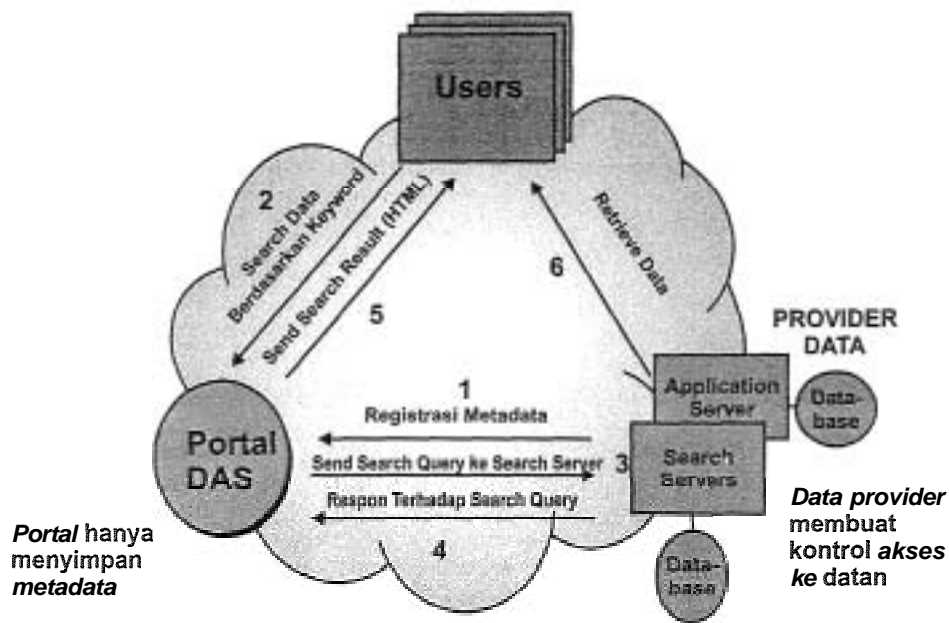 Users
2
Search Data
Berdasarkan Keyword
Send Search Result (HTML)
5
6
Retrieve Data
PROVIDER
DATA
Application
Server
Data-
base
1
Registrasi Metadata
Portal
DAS
Send Search Query ke Search Server
3
Search
Servers
Respon Terhadap Search Query
4
Data-
base
Portal hanya
menyimpan
metadata
Data provider
membuat
kontrol akses
ke datan